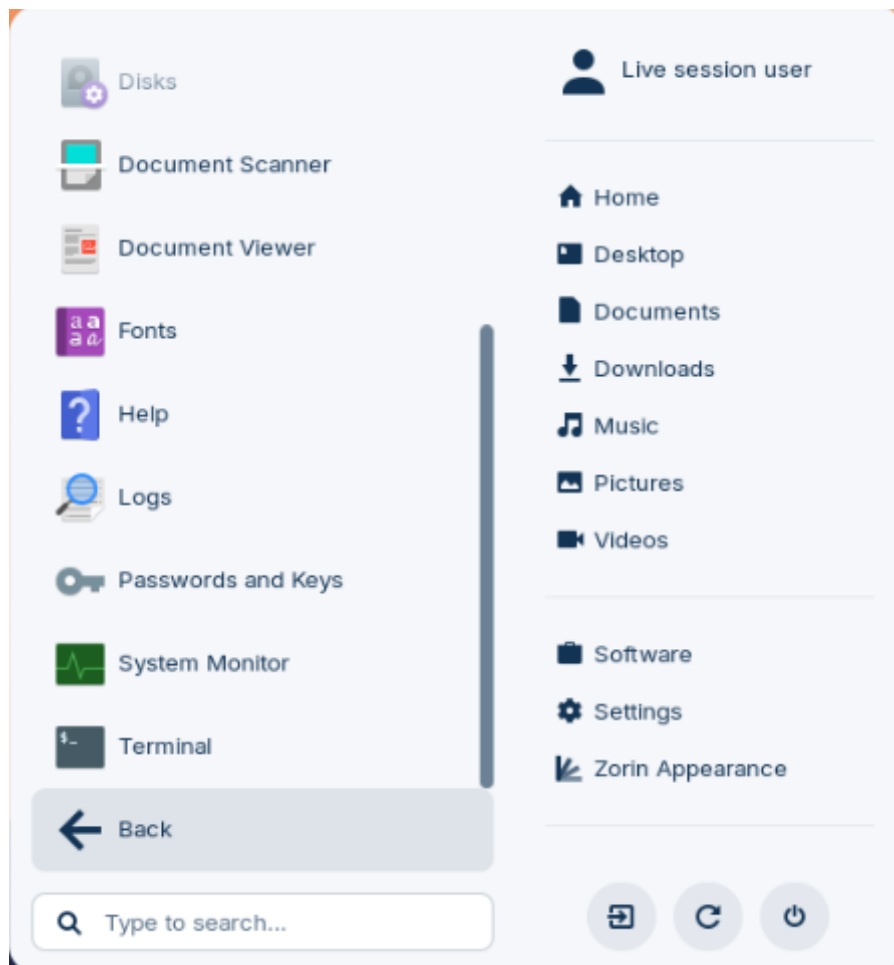 Disks
Document Scanner
Document Viewer
Fonts
Help
Logs
Passwords and Keys
System Monitor
Terminal
Back
Type to search...
Live session user
Home
Desktop
Documents
Downloads
Music
Pictures
Videos
Software
Settings
Zorin Appearance